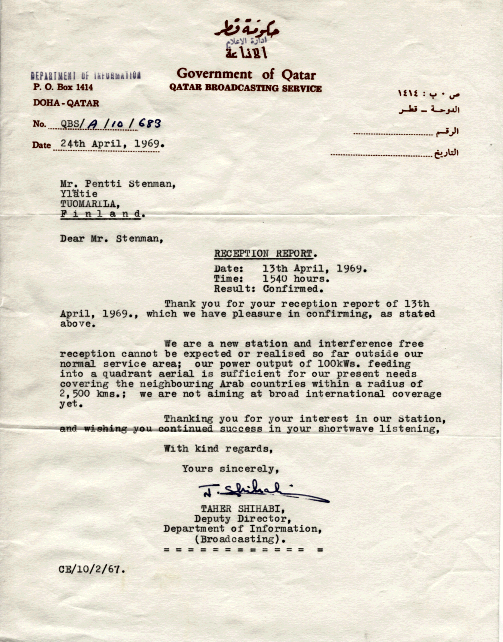 حكومة قطر
إدارة الإعلام
الإذاعة
DEPARTMENT OF INFORMATION
Government of Qatar
P. O. Box 1414
QATAR BROADCASTING SERVICE
ص ٠ ب : ١٤١٤
DOHA - QATAR
الدوحة ــ قطر
No. QBS/A/10/683
الرقم
Date 24th April, 1969.
التاريخ
Mr. Pentti Stenman,
Ylätie
TUOMARILA,
Finland.
Dear Mr. Stenman,
RECEPTION REPORT.
Date: 13th April, 1969.
Time: 1540 hours.
Result: Confirmed.
Thank you for your reception report of 13th
April, 1969., which we have pleasure in confirming, as stated
above.
We are a new station and interference free
reception cannot be expected or realised so far outside our
normal service area; our power output of 100kWs. feeding
into a quadrant aerial is sufficient for our present needs
covering the neighbouring Arab countries within a radius of
2,500 kms.; we are not aiming at broad international coverage
yet.
Thanking you for your interest in our Station,
and wishing you continued success in your shortwave listening,
With kind regards,
Yours sincerely,
T. Shihabi
TAHER SHIHABI,
Deputy Director,
Department of Information,
(Broadcasting).
= = = = = = = = = = = =
CE/10/2/67.